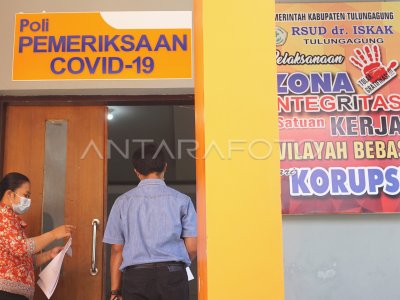 Poli
PEMERIKSAAN
COVID-19
PEMERINTAH KABUPATEN TULUNGAGUNG
RSUD dr. ISKAK
TULUNGAGUNG
Pelaksanaan
ZONA
INTEGRITAS
Satuan KERJA
WILAYAH BEBAS
KORUPSI
ANTARAFOTO